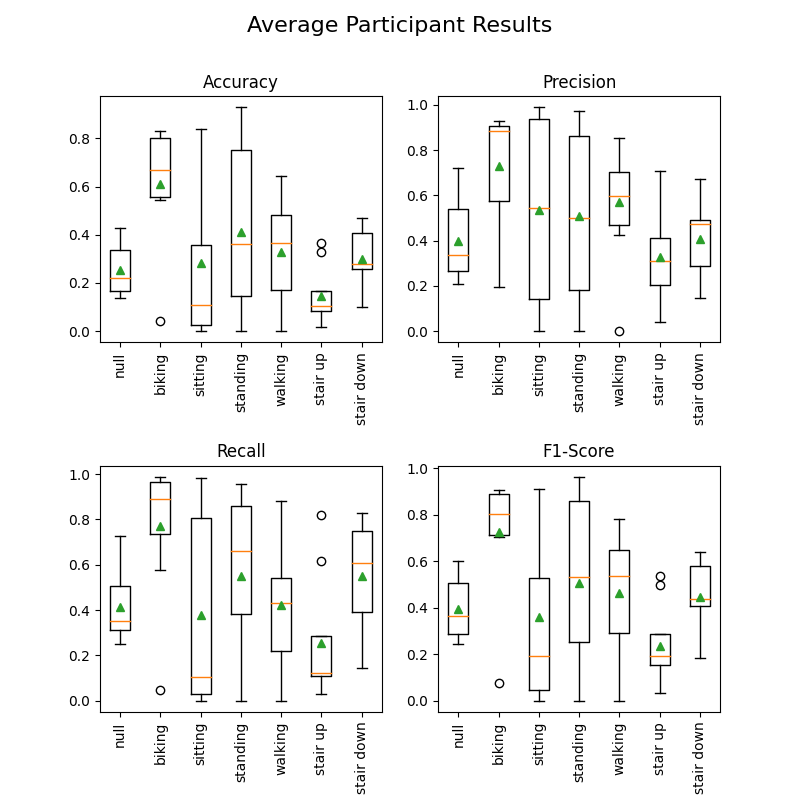 Average Participant Results
Accuracy
0.8
0.6
0.4
0.2
0.0
null
biking
sitting
standing
walking
stair up
stair down
Precision
1.0
0.8
0.6
0.4
0.2
0.0
null
biking
sitting
standing
walking
stair up
stair down
Recall
1.0
0.8
0.6
0.4
0.2
0.0
null
biking
sitting
standing
walking
stair up
stair down
F1-Score
1.0
0.8
0.6
0.4
0.2
0.0
null
biking
sitting
standing
walking
stair up
stair down